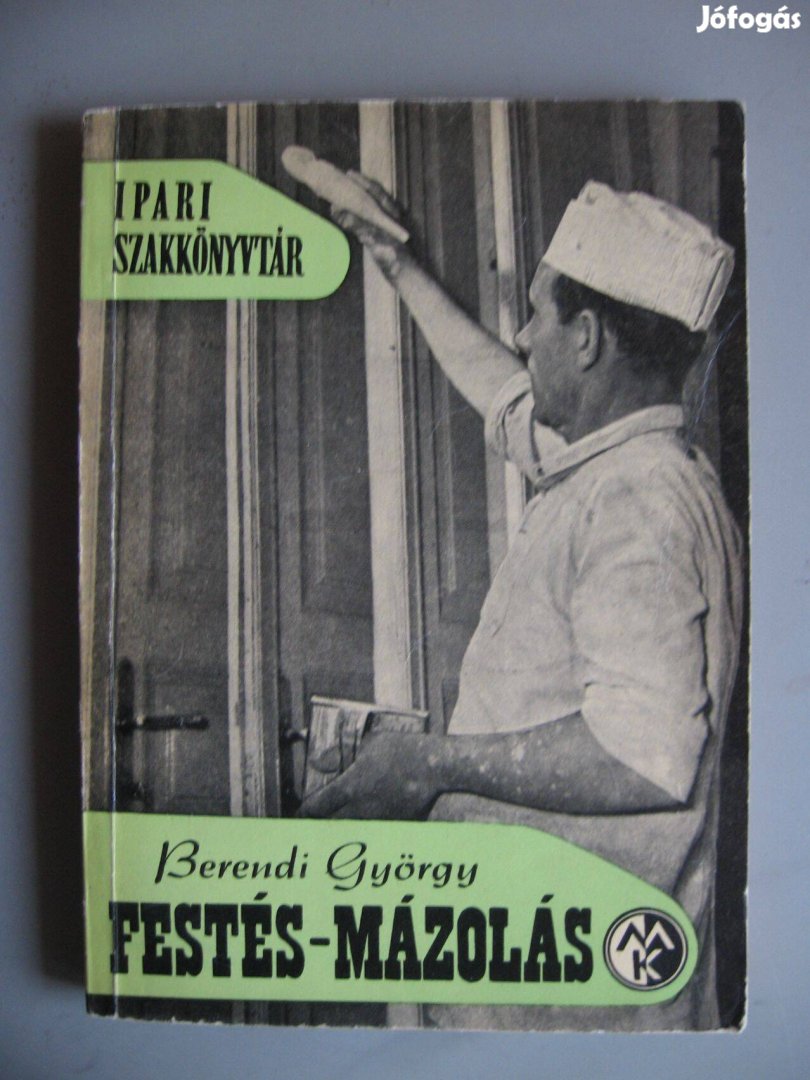 Jófogás
IPARI
SZAKKÖNYVTÁR
Berendi György
FESTÉS-MÁZOLÁS
MK